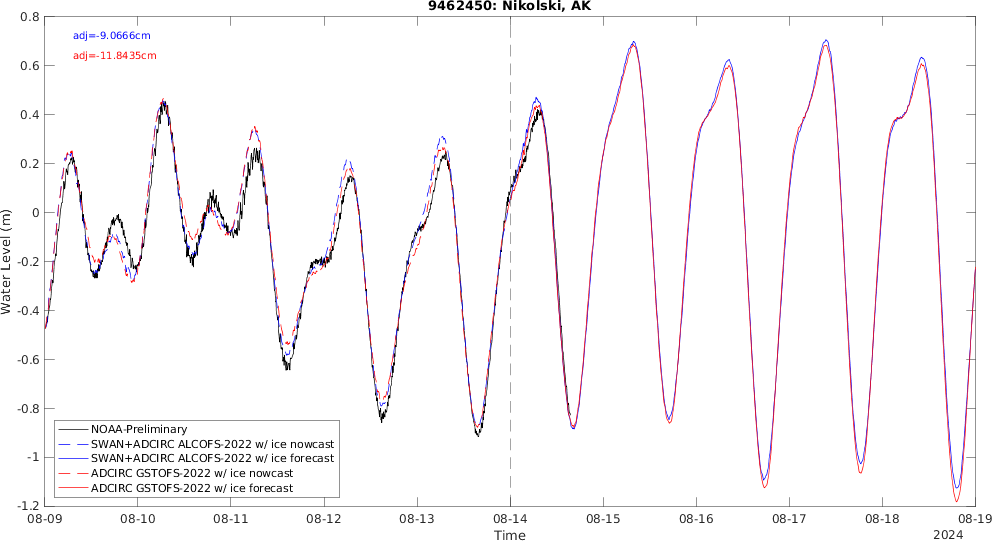 9462450: Nikolski, AK
adj=-9.0666cm
adj=-11.8435cm
0.8
0.6
0.4
0.2
0
-0.2
-0.4
-0.6
-0.8
-1
-1.2
Water Level (m)
NOAA-Preliminary
SWAN+ADCIRC ALCOFS-2022 w/ ice nowcast
SWAN+ADCIRC ALCOFS-2022 w/ ice forecast
ADCIRC GSTOFS-2022 w/ ice nowcast
ADCIRC GSTOFS-2022 w/ ice forecast
08-09 08-10 08-11 08-12 08-13 08-14 08-15 08-16 08-17 08-18 08-19
Time
2024